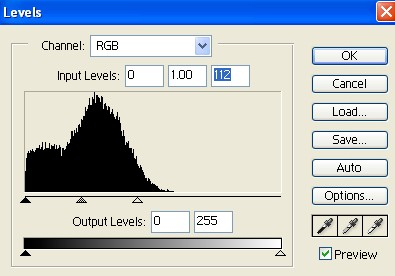 Levels
Channel: RGB
OK
Input Levels: 0 1.00 112
Cancel
Load...
Save...
Auto
Options...
Output Levels: 0 255
Preview